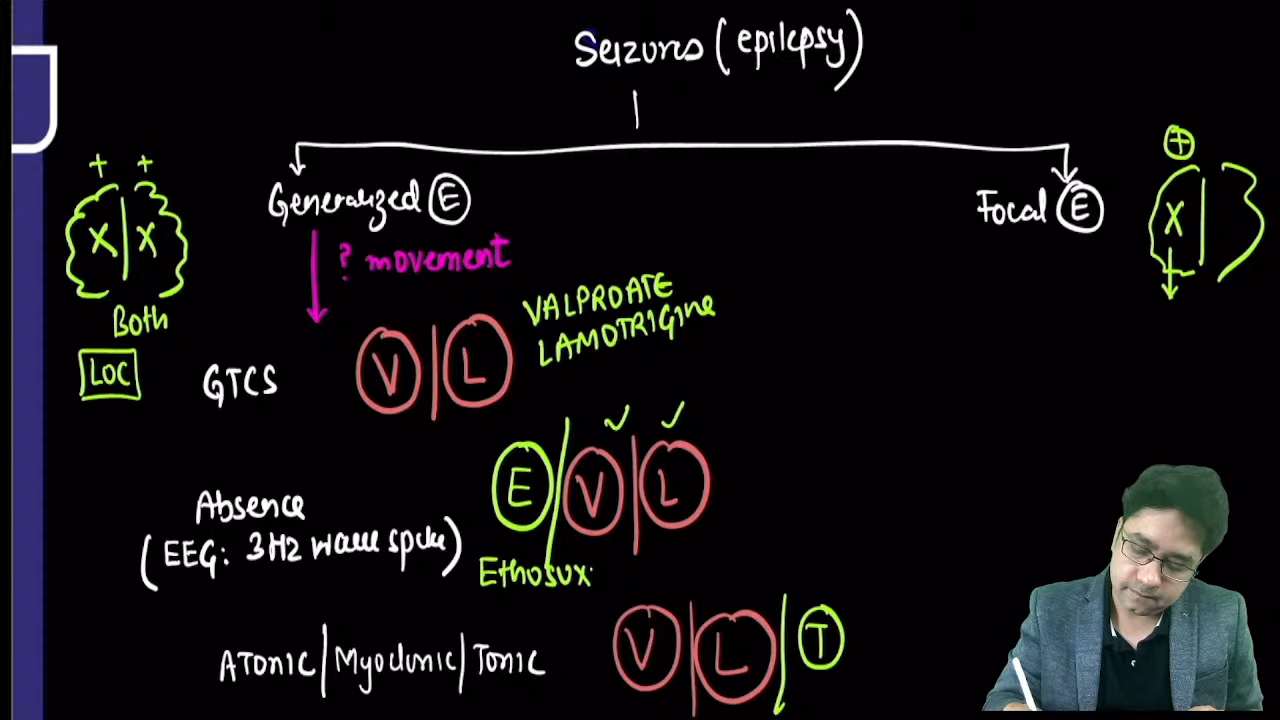 Seizures (epilepsy)
+ +
Generalized E
X | X
Both
LOC
? movement
Focal E
+
X
VALPROATE
LAMOTRIGine
GTCS V | L
E / V | L
Absence
(EEG: 3Hz wave spike)
Ethosux.
ATONIC | Myoclonic | TONIC V | L | T